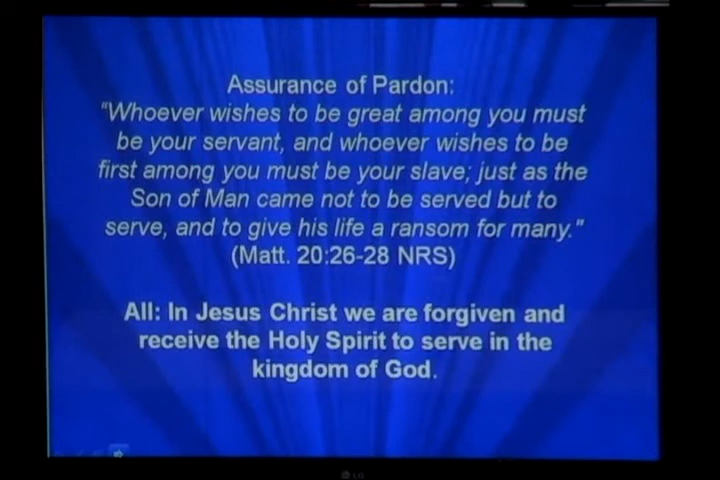 Assurance of Pardon:
"Whoever wishes to be great among you must
be your servant, and whoever wishes to be
first among you must be your slave; just as the
Son of Man came not to be served but to
serve, and to give his life a ransom for many."
(Matt. 20:26-28 NRS)
All: In Jesus Christ we are forgiven and
receive the Holy Spirit to serve in the
kingdom of God.
LG